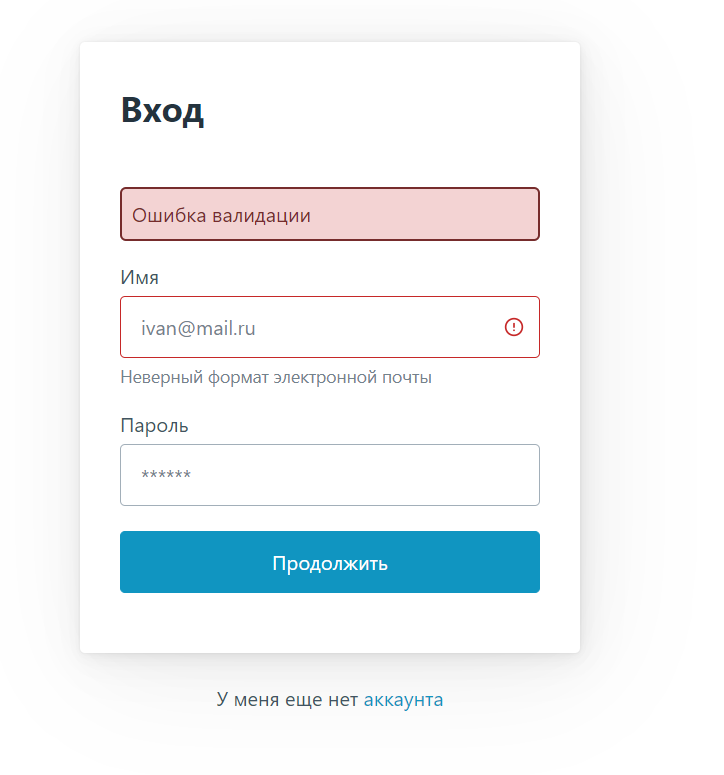 Вход
Ошибка валидации
Имя
ivan@mail.ru
Неверный формат электронной почты
Пароль
******
Продолжить
У меня еще нет аккаунта